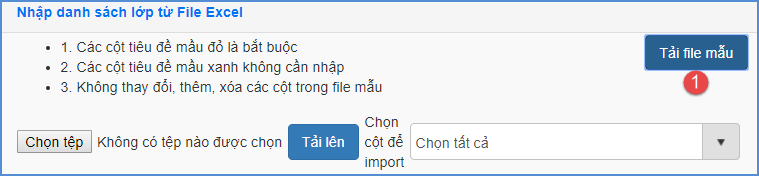 Nhập danh sách lớp từ File Excel
• 1. Các cột tiêu đề mầu đỏ là bắt buộc
• 2. Các cột tiêu đề mầu xanh không cần nhập
• 3. Không thay đổi, thêm, xóa các cột trong file mẫu
Tải file mẫu
1
Chọn tệp Không có tệp nào được chọn Tải lên
Chọn
cột để
import
Chọn tất cả